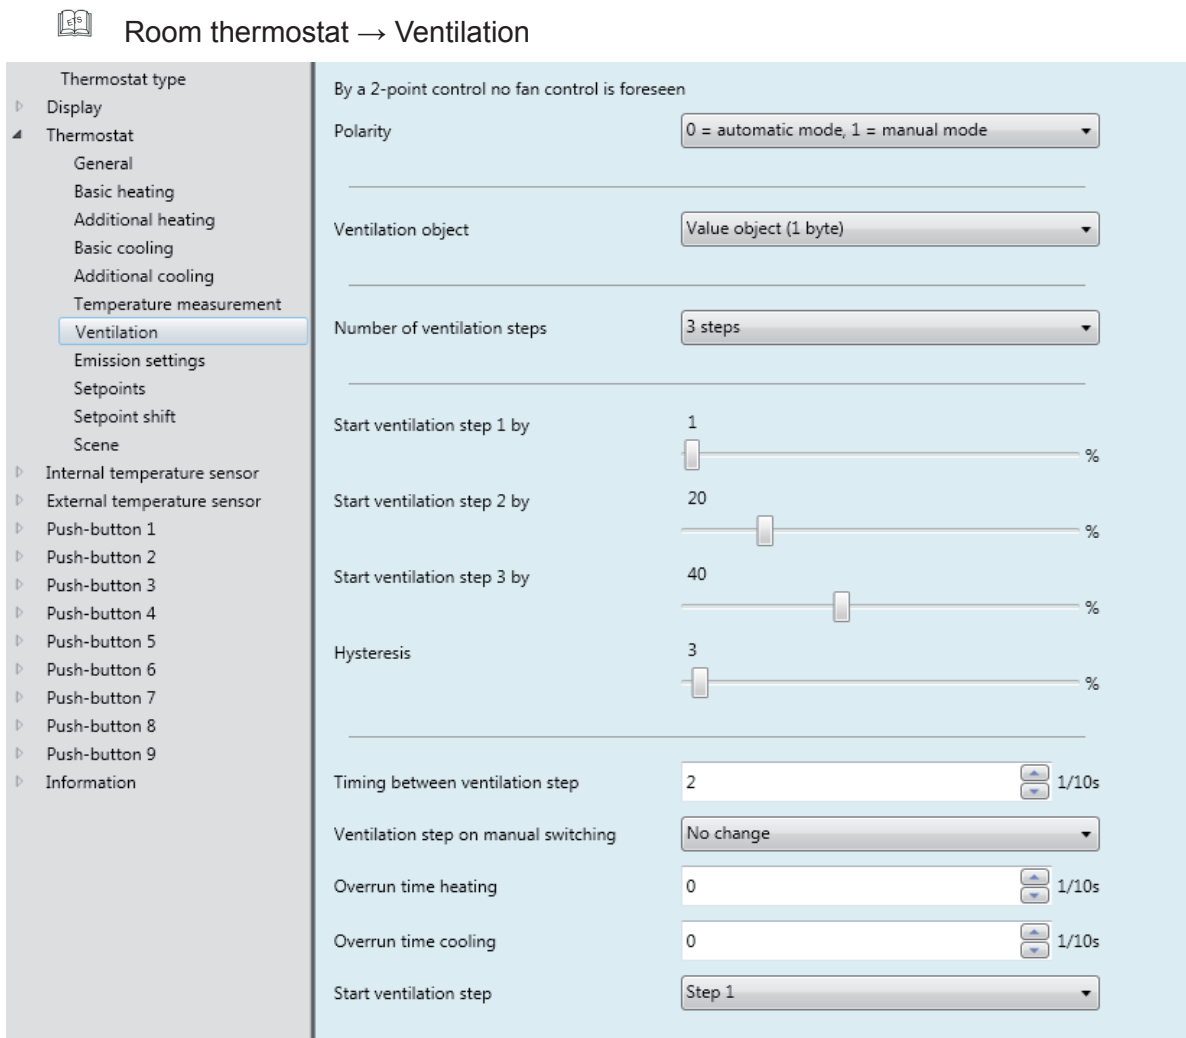 ETS
Room thermostat → Ventilation
Thermostat type
Display
Thermostat
General
Basic heating
Additional heating
Basic cooling
Additional cooling
Temperature measurement
Ventilation
Emission settings
Setpoints
Setpoint shift
Scene
Internal temperature sensor
External temperature sensor
Push-button 1
Push-button 2
Push-button 3
Push-button 4
Push-button 5
Push-button 6
Push-button 7
Push-button 8
Push-button 9
Information
By a 2-point control no fan control is foreseen
Polarity 0 = automatic mode, 1 = manual mode
Ventilation object Value object (1 byte)
Number of ventilation steps 3 steps
Start ventilation step 1 by 1 %
Start ventilation step 2 by 20 %
Start ventilation step 3 by 40 %
Hysteresis 3 %
Timing between ventilation step 2 1/10s
Ventilation step on manual switching No change
Overrun time heating 0 1/10s
Overrun time cooling 0 1/10s
Start ventilation step Step 1